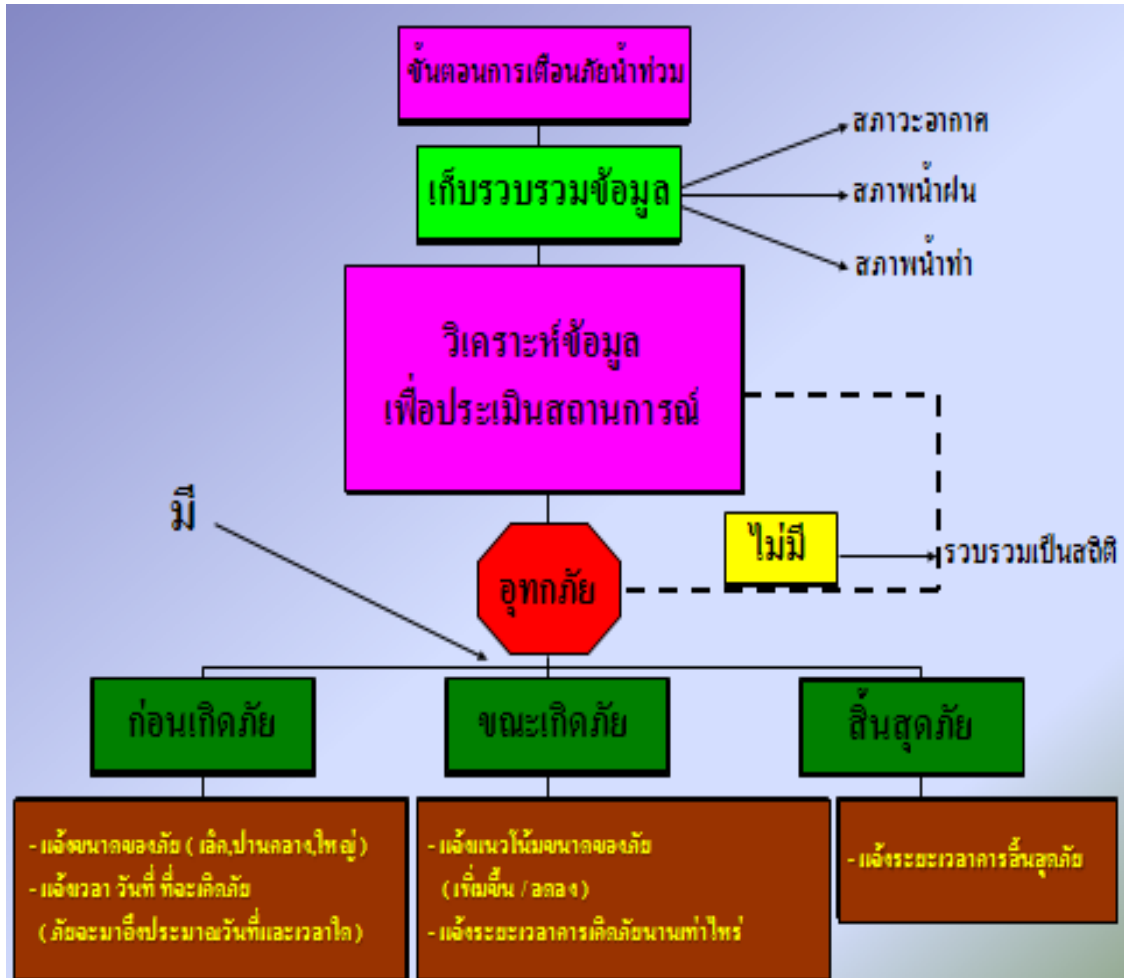 ขั้นตอนการเตือนภัยน้ำท่วม
เก็บรวบรวมข้อมูล
สภาวะอากาศ
สภาพน้ำฝน
สภาพน้ำท่า
วิเคราะห์ข้อมูล
เพื่อประเมินสถานการณ์
มี
อุทกภัย
ไม่มี
รวบรวมเป็นสถิติ
ก่อนเกิดภัย
ขณะเกิดภัย
สิ้นสุดภัย
- แจ้งขนาดของภัย ( เล็ก,ปานกลาง,ใหญ่)
- แจ้งเวลา วันที่ ที่จะเกิดภัย
(ภัยจะมาถึงประมาณวันที่และเวลาใด)
- แจ้งแนวโน้มขนาดของภัย
( เพิ่มขึ้น / ลดลง )
- แจ้งระยะเวลาการเกิดภัยนานเท่าไหร่
- แจ้งระยะเวลาการสิ้นสุดภัย